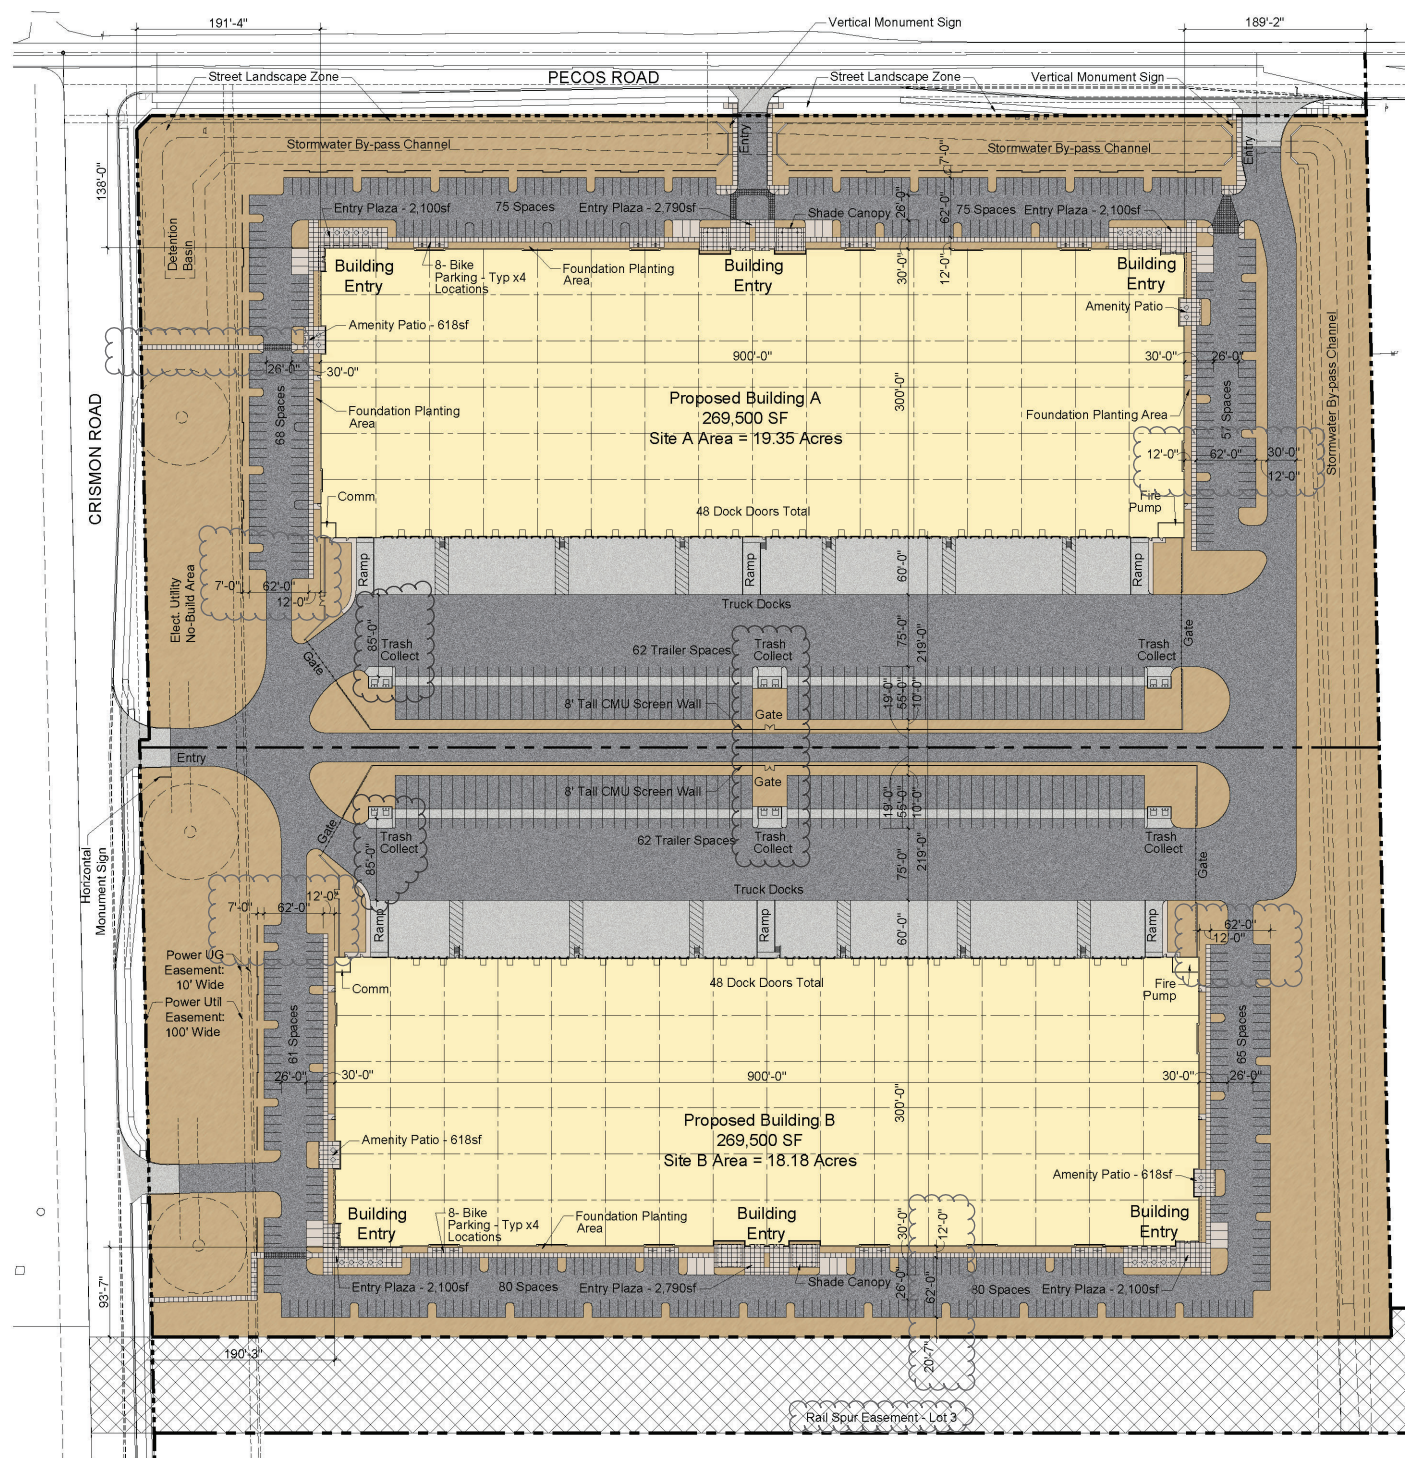 191'-4"
Vertical Monument Sign
189'-2"
PECOS ROAD
Street Landscape Zone
Street Landscape Zone
Vertical Monument Sign
Entry
Entry
Stormwater By-pass Channel
Stormwater By-pass Channel
138'-0"
7'-0"
26'-0"
62'-0"
Entry Plaza - 2,100sf
75 Spaces
Entry Plaza - 2,790sf
Shade Canopy
75 Spaces
Entry Plaza - 2,100sf
Detention
Basin
Building
Entry
8- Bike
Parking - Typ x4
Locations
Foundation Planting
Area
Building
Entry
30'-0"
12'-0"
Building
Entry
Amenity Patio
Amenity Patio - 618sf
Stormwater By-pass Channel
26'-0"
30'-0"
900'-0"
30'-0"
26'-0"
300'-0"
CRISMON ROAD
68 Spaces
Foundation Planting
Area
Proposed Building A
269,500 SF
Site A Area = 19.35 Acres
Foundation Planting Area
57 Spaces
12'-0"
62'-0"
30'-0"
12'-0"
Comm.
Fire
Pump
48 Dock Doors Total
Ramp
Ramp
Ramp
60'-0"
Elect. Utility
No-Build Area
7'-0"
62'-0"
12'-0"
Truck Docks
85'-0"
75'-0"
219'-0"
Gate
Gate
Trash
Collect
62 Trailer Spaces
Trash
Collect
Trash
Collect
19'-0"
55'-0"
10'-0"
8' Tall CMU Screen Wall
Gate
Entry
Gate
8' Tall CMU Screen Wall
19'-0"
55'-0"
10'-0"
Gate
Trash
Collect
62 Trailer Spaces
Trash
Collect
Trash
Collect
Horizontal
Monument Sign
85'-0"
75'-0"
219'-0"
Gate
Truck Docks
12'-0"
7'-0"
62'-0"
Ramp
Ramp
Ramp
60'-0"
62'-0"
12'-0"
Power UG
Easement:
10' Wide
Power Util
Easement:
100' Wide
Comm.
48 Dock Doors Total
Fire
Pump
61 Spaces
65 Spaces
26'-0"
30'-0"
900'-0"
30'-0"
26'-0"
300'-0"
Proposed Building B
269,500 SF
Site B Area = 18.18 Acres
Amenity Patio - 618sf
Amenity Patio - 618sf
Building
Entry
8- Bike
Parking - Typ x4
Locations
Foundation Planting
Area
Building
Entry
30'-0"
12'-0"
Building
Entry
93'-7"
Entry Plaza - 2,100sf
80 Spaces
Entry Plaza - 2,790sf
Shade Canopy
26'-0"
62'-0"
80 Spaces
Entry Plaza - 2,100sf
190'-3"
20'-7"
Rail Spur Easement - Lot 3